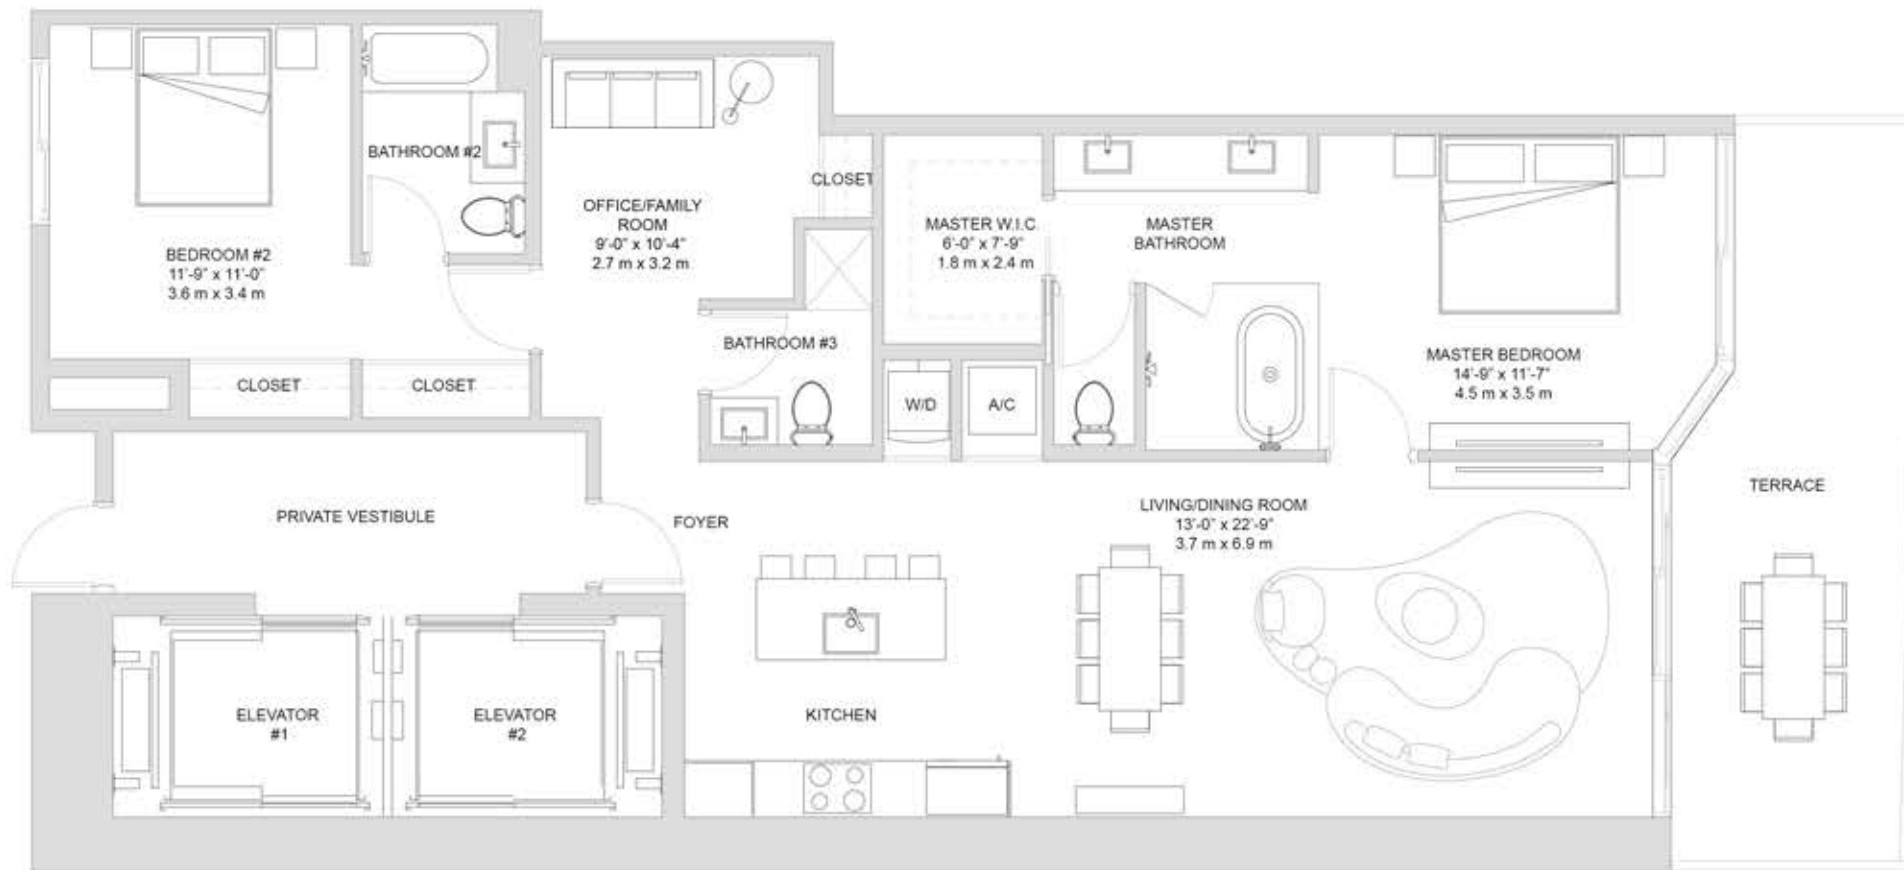 BATHROOM #2
CLOSET
OFFICE/FAMILY
ROOM
9'-0" x 10'-4"
2.7 m x 3.2 m
MASTER W.I.C.
6'-0" x 7'-9"
1.8 m x 2.4 m
MASTER
BATHROOM
BEDROOM #2
11'-9" x 11'-0"
3.6 m x 3.4 m
BATHROOM #3
MASTER BEDROOM
14'-9" x 11'-7"
4.5 m x 3.5 m
CLOSET
CLOSET
W/D
A/C
TERRACE
PRIVATE VESTIBULE
FOYER
LIVING/DINING ROOM
13'-0" x 22'-9"
3.7 m x 6.9 m
ELEVATOR
#1
ELEVATOR
#2
KITCHEN